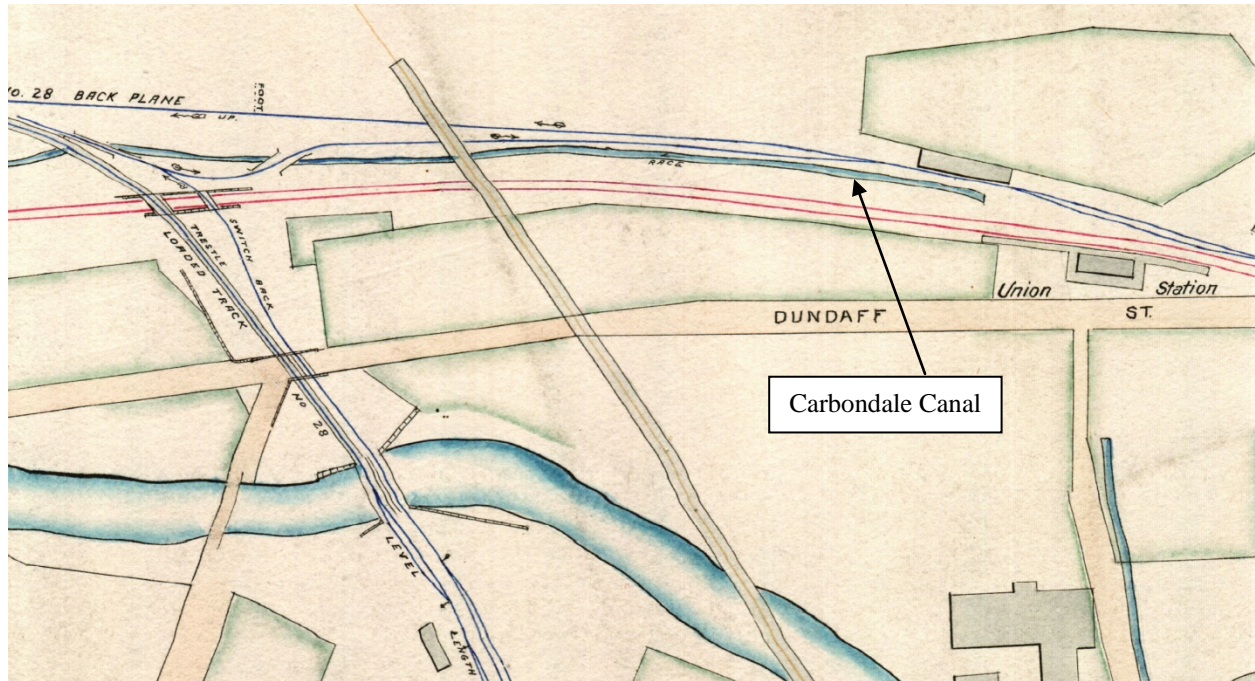 No. 28 BACK PLANE
FOOT
UP.
RACE
SWITCH BACK
TRESTLE
LOADED TRACK
Union Station
DUNDAFF ST.
Carbondale Canal
No 28
LEVEL
LENGTH